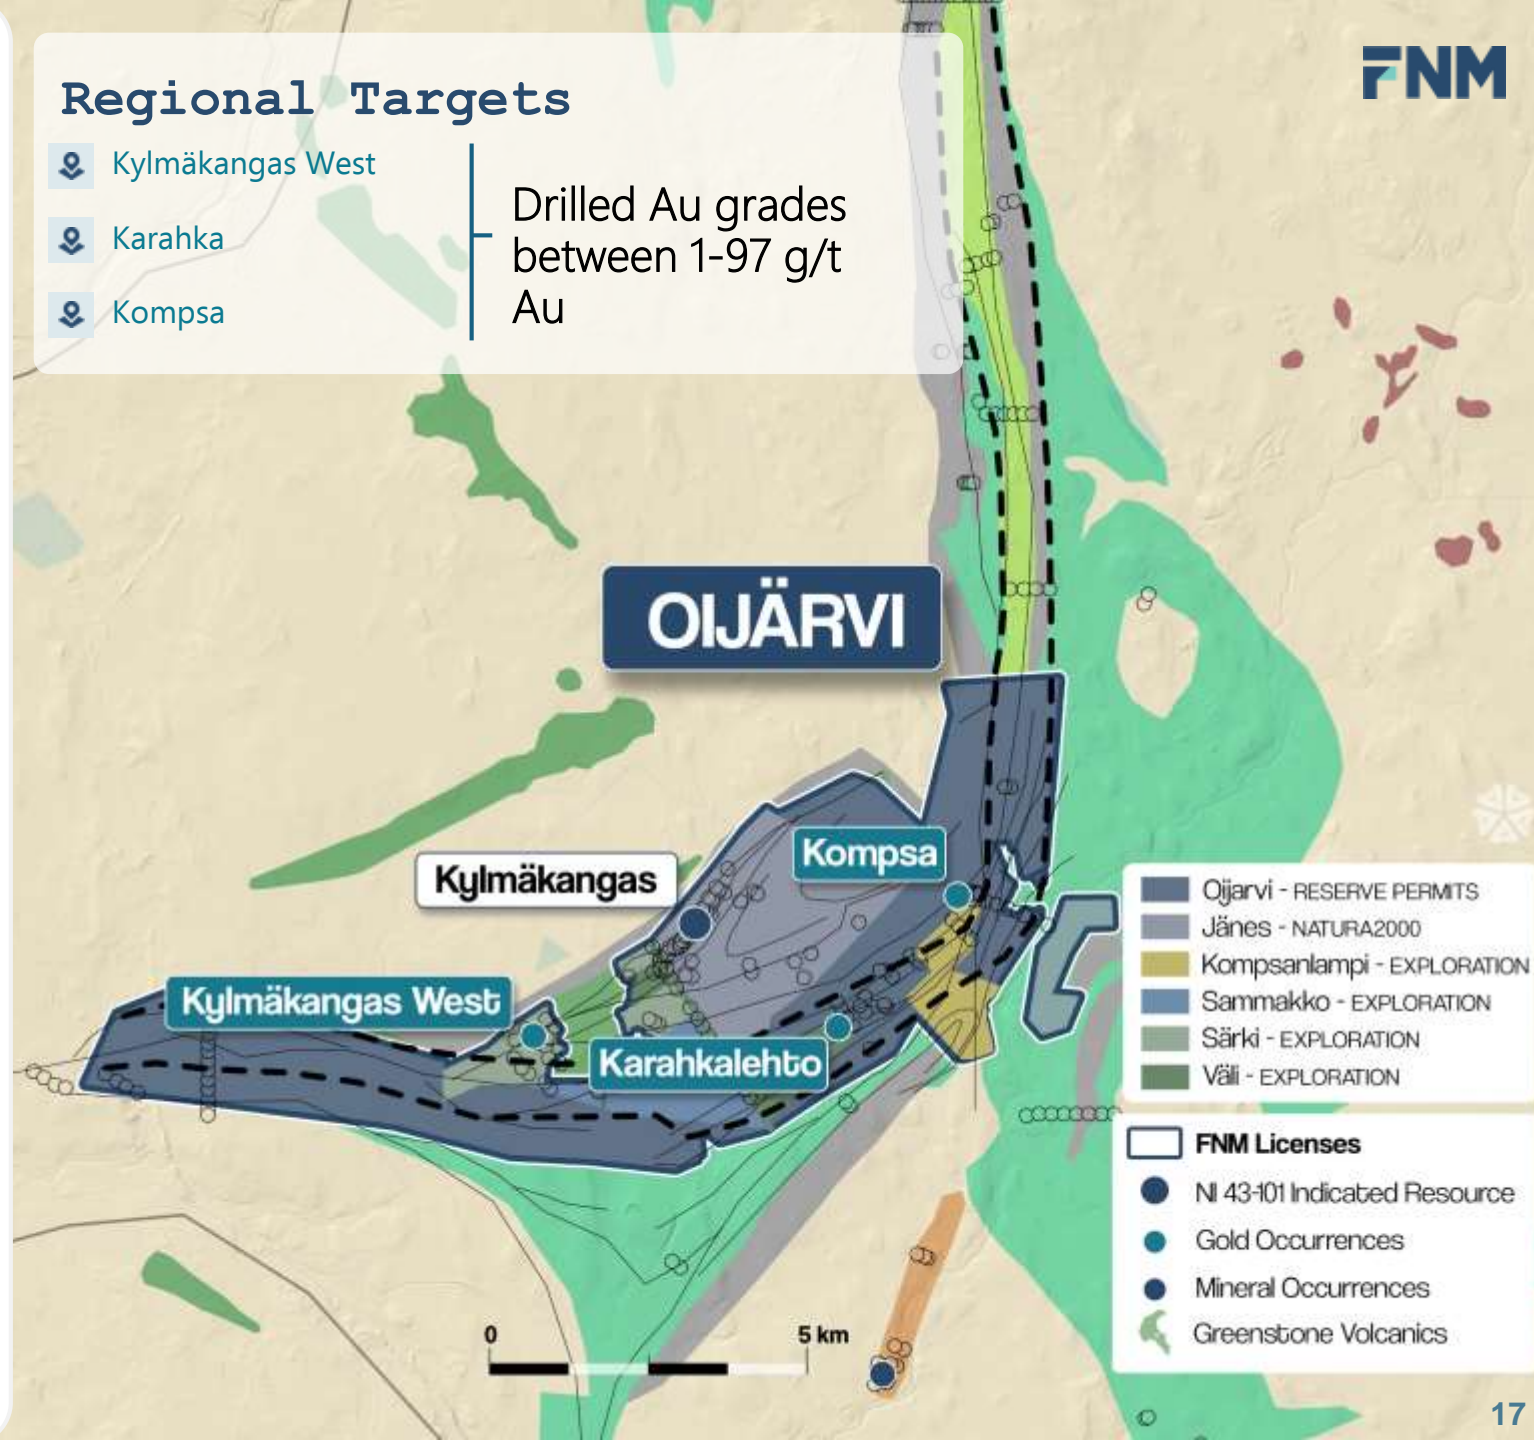 Regional Targets
Kylmäkangas West
Karahka
Kompsa
Drilled Au grades
between 1-97 g/t
Au
FNM
OIJÄRVI
Kompsa
Kylmäkangas
Kylmäkangas West
Karahkalehto
Oijarvi - RESERVE PERMITS
Jänes - NATURA2000
Kompsanlampi - EXPLORATION
Sammakko - EXPLORATION
Särki - EXPLORATION
Väli - EXPLORATION
FNM Licenses
NI 43-101 Indicated Resource
Gold Occurrences
Mineral Occurrences
Greenstone Volcanics
0 5 km
17